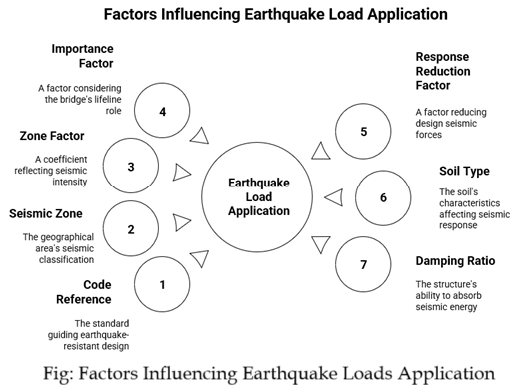 Factors Influencing Earthquake Load Application
Importance
Factor
A factor considering
the bridge's lifeline
role
4
Zone Factor
A coefficient
reflecting seismic
intensity
3
Seismic Zone
The geographical
area's seismic
classification
2
Code
Reference
The standard
guiding earthquake-
resistant design
1
Earthquake
Load
Application
Response
Reduction
Factor
A factor reducing
design seismic
forces
5
Soil Type
The soil's
characteristics
affecting seismic
response
6
Damping Ratio
The structure's
ability to absorb
seismic energy
7
Fig: Factors Influencing Earthquake Loads Application